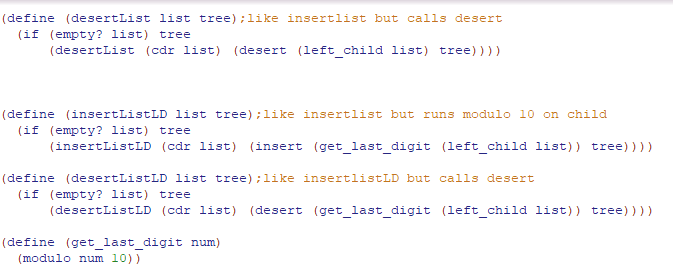 (define (desertList list tree);like insertlist but calls desert
  (if (empty? list) tree
      (desertList (cdr list) (desert (left_child list) tree))))
(define (insertListLD list tree);like insertlist but runs modulo 10 on child
  (if (empty? list) tree
      (insertListLD (cdr list) (insert (get_last_digit (left_child list)) tree))))
(define (desertListLD list tree);like insertlistLD but calls desert
  (if (empty? list) tree
      (desertListLD (cdr list) (desert (get_last_digit (left_child list)) tree))))
(define (get_last_digit num)
  (modulo num 10))